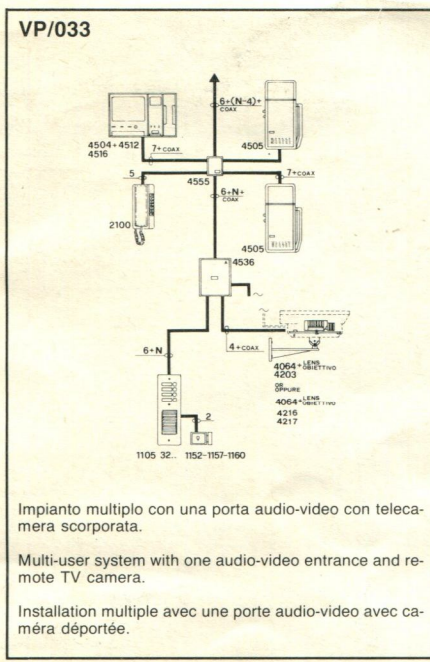 VP/033
6+(N-4)+
COAX
4504+4512
4516
7+COAX
4505
5
4555
7+COAX
6+N+
COAX
2100
4505
4536
~
6+N
4+COAX
4064+LENS
OBIETTIVO
4203
OR
OPPURE
4064+LENS
OBIETTIVO
4216
4217
2
1105 32.. 1152-1157-1160
Impianto multiplo con una porta audio-video con teleca-
mera scorporata.
Multi-user system with one audio-video entrance and re-
mote TV camera.
Installation multiple avec une porte audio-video avec ca-
méra déportée.